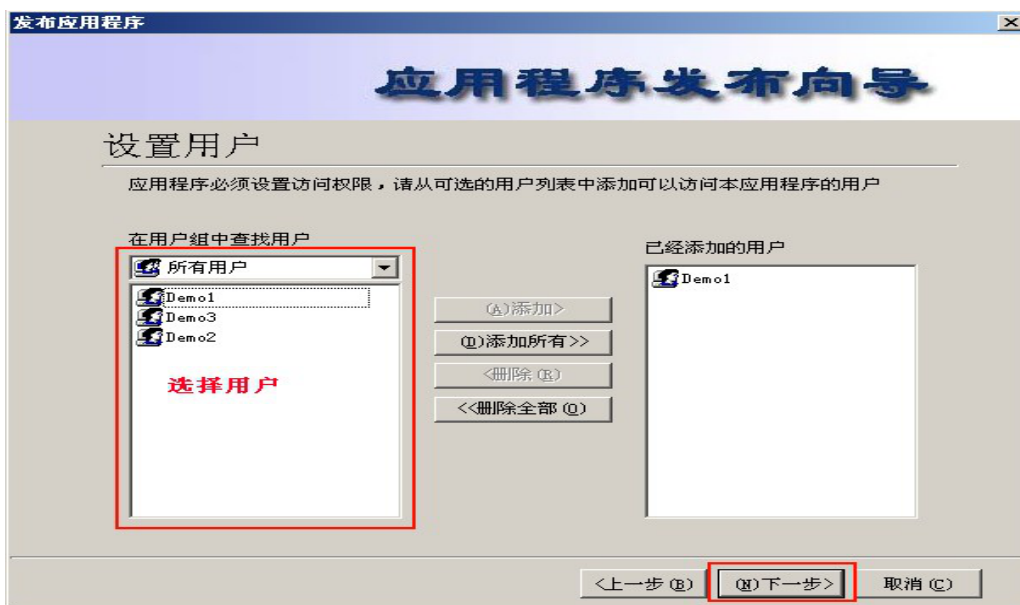 发布应用程序
应用程序发布向导
设置用户
应用程序必须设置访问权限，请从可选的用户列表中添加可以访问本应用程序的用户
在用户组中查找用户
所有用户
Demo1
Demo3
Demo2
选择用户
(A)添加>
(D)添加所有>>
<删除(R)
<<删除全部(O)
已经添加的用户
Demo1
<上一步(B)
(N)下一步>
取消(C)